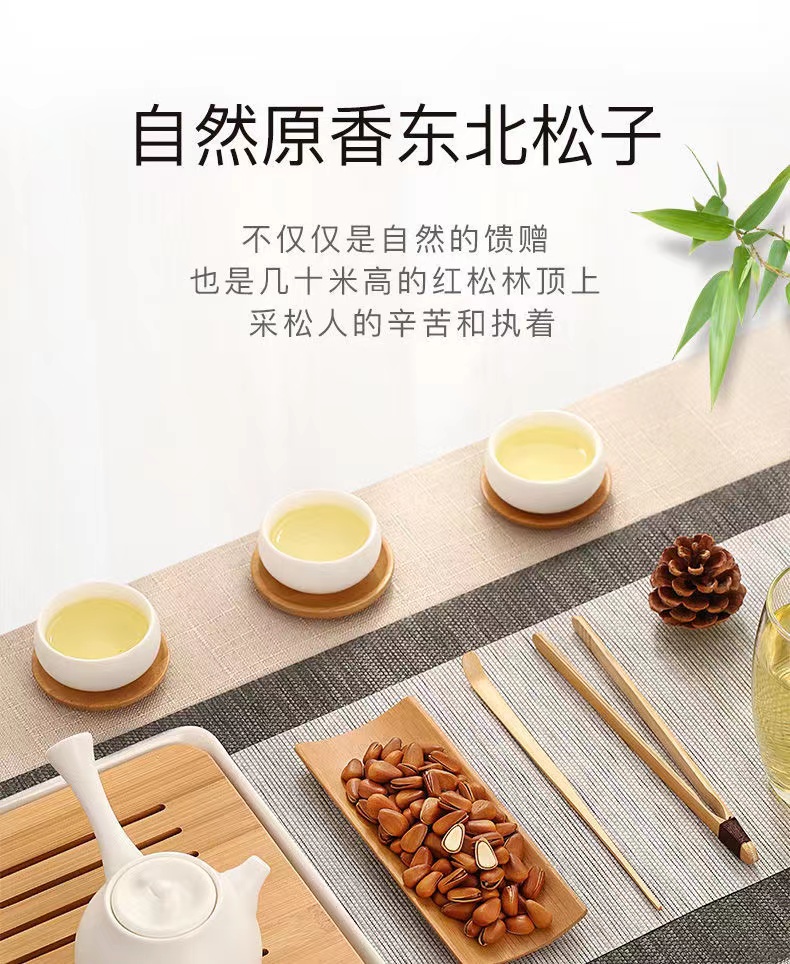 自然原香东北松子
不仅仅是自然的馈赠
也是几十米高的红松林顶上
采松人的辛苦和执着